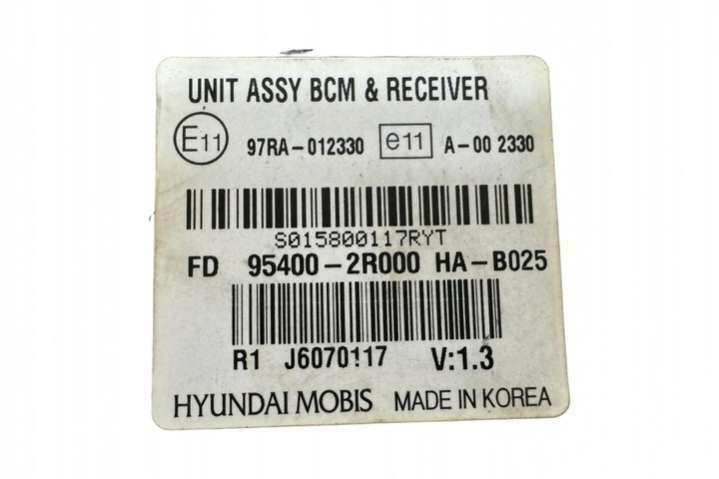 UNIT ASSY BCM & RECEIVER
E11 97RA-012330 e11 A-00 2330
S015800117RYT
FD 95400-2R000 HA-B025
R1 J6070117 V:1.3
HYUNDAI MOBIS MADE IN KOREA